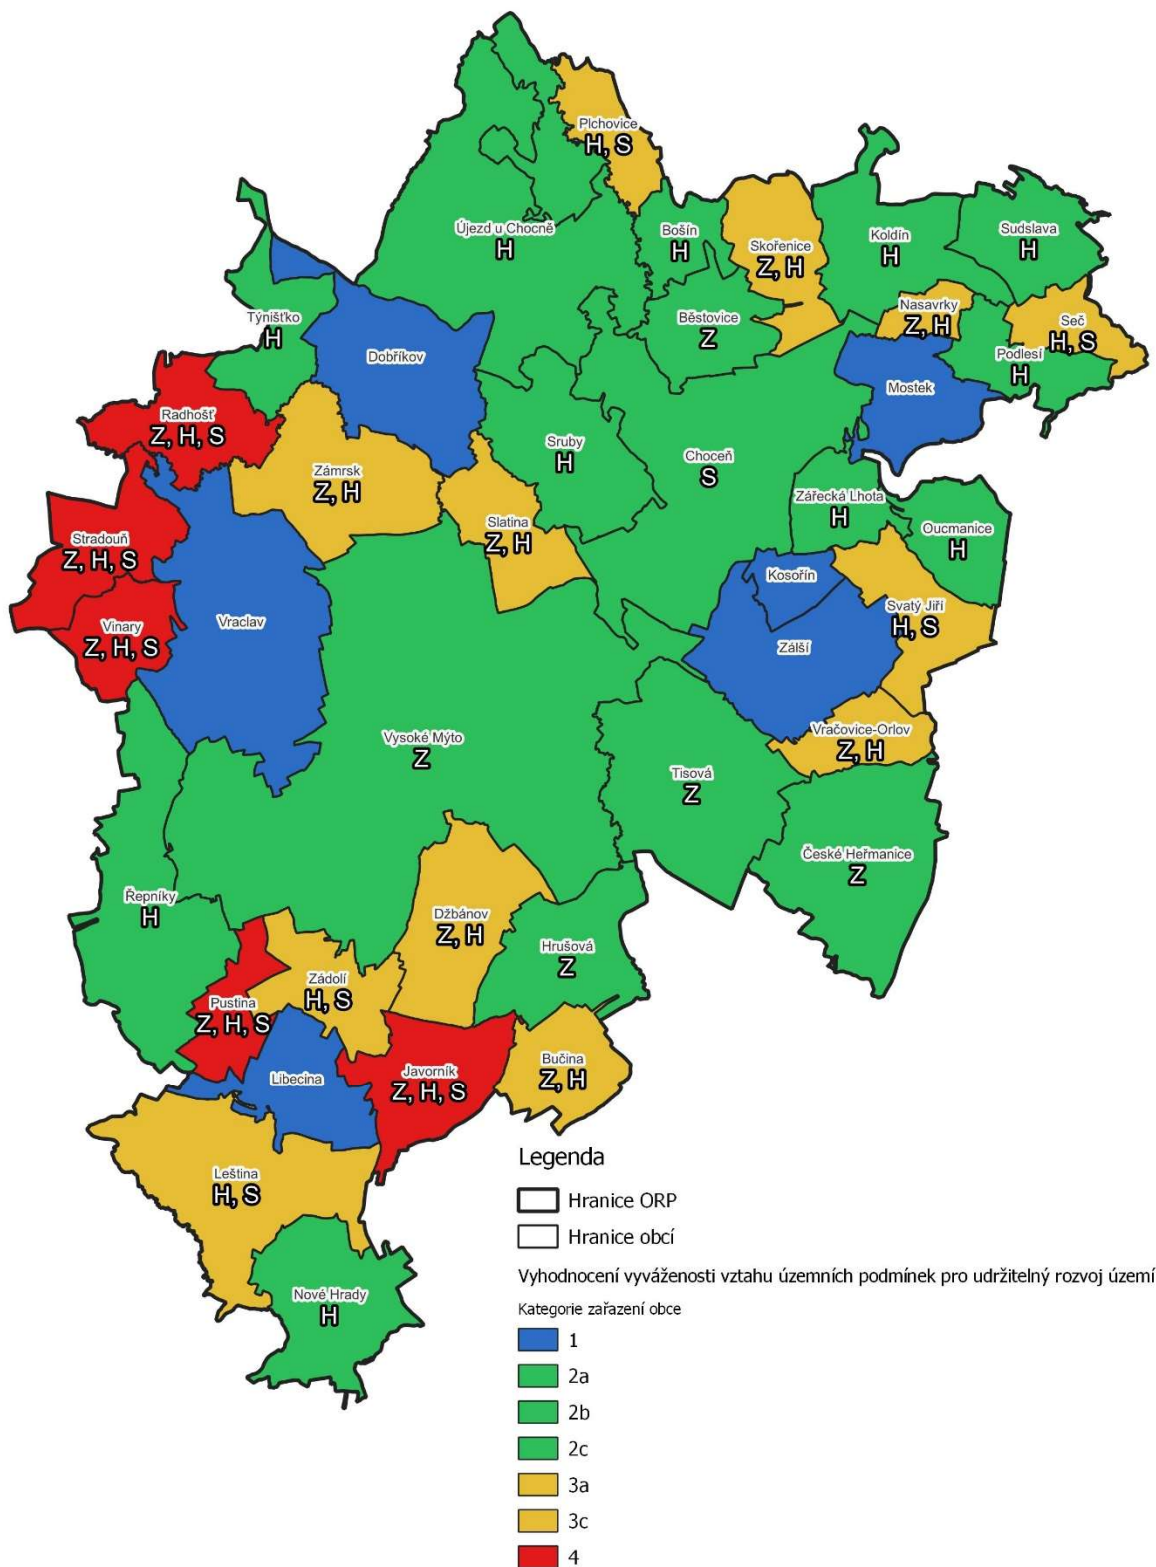 Plchovice
H, S
Újezd u Chocně
H
Bošín
H
Skořenice
Z, H
Koldín
H
Sudslava
H
Týnišťko
H
Běstovice
Z
Nasavrky
Z, H
Seč
H, S
Podlesí
H
Dobříkov
Mostek
Radhošť
Z, H, S
Sruby
H
Choceň
S
Zámrsk
Z, H
Zářecká Lhota
H
Slatina
Z, H
Oucmanice
H
Stradouň
Z, H, S
Kosořín
Svatý Jiří
H, S
Vinary
Z, H, S
Vraclav
Zálší
Vysoké Mýto
Z
Vračovice-Orlov
Z, H
Tisová
Z
České Heřmanice
Z
Řepníky
H
Džbánov
Z, H
Hrušová
Z
Zádolí
H, S
Pustina
Z, H, S
Bučina
Z, H
Libecina
Javorník
Z, H, S
Leština
H, S
Nové Hrady
H
Legenda
Hranice ORP
Hranice obcí
Vyhodnocení vyváženosti vztahu územních podmínek pro udržitelný rozvoj území
Kategorie zařazení obce
1
2a
2b
2c
3a
3c
4